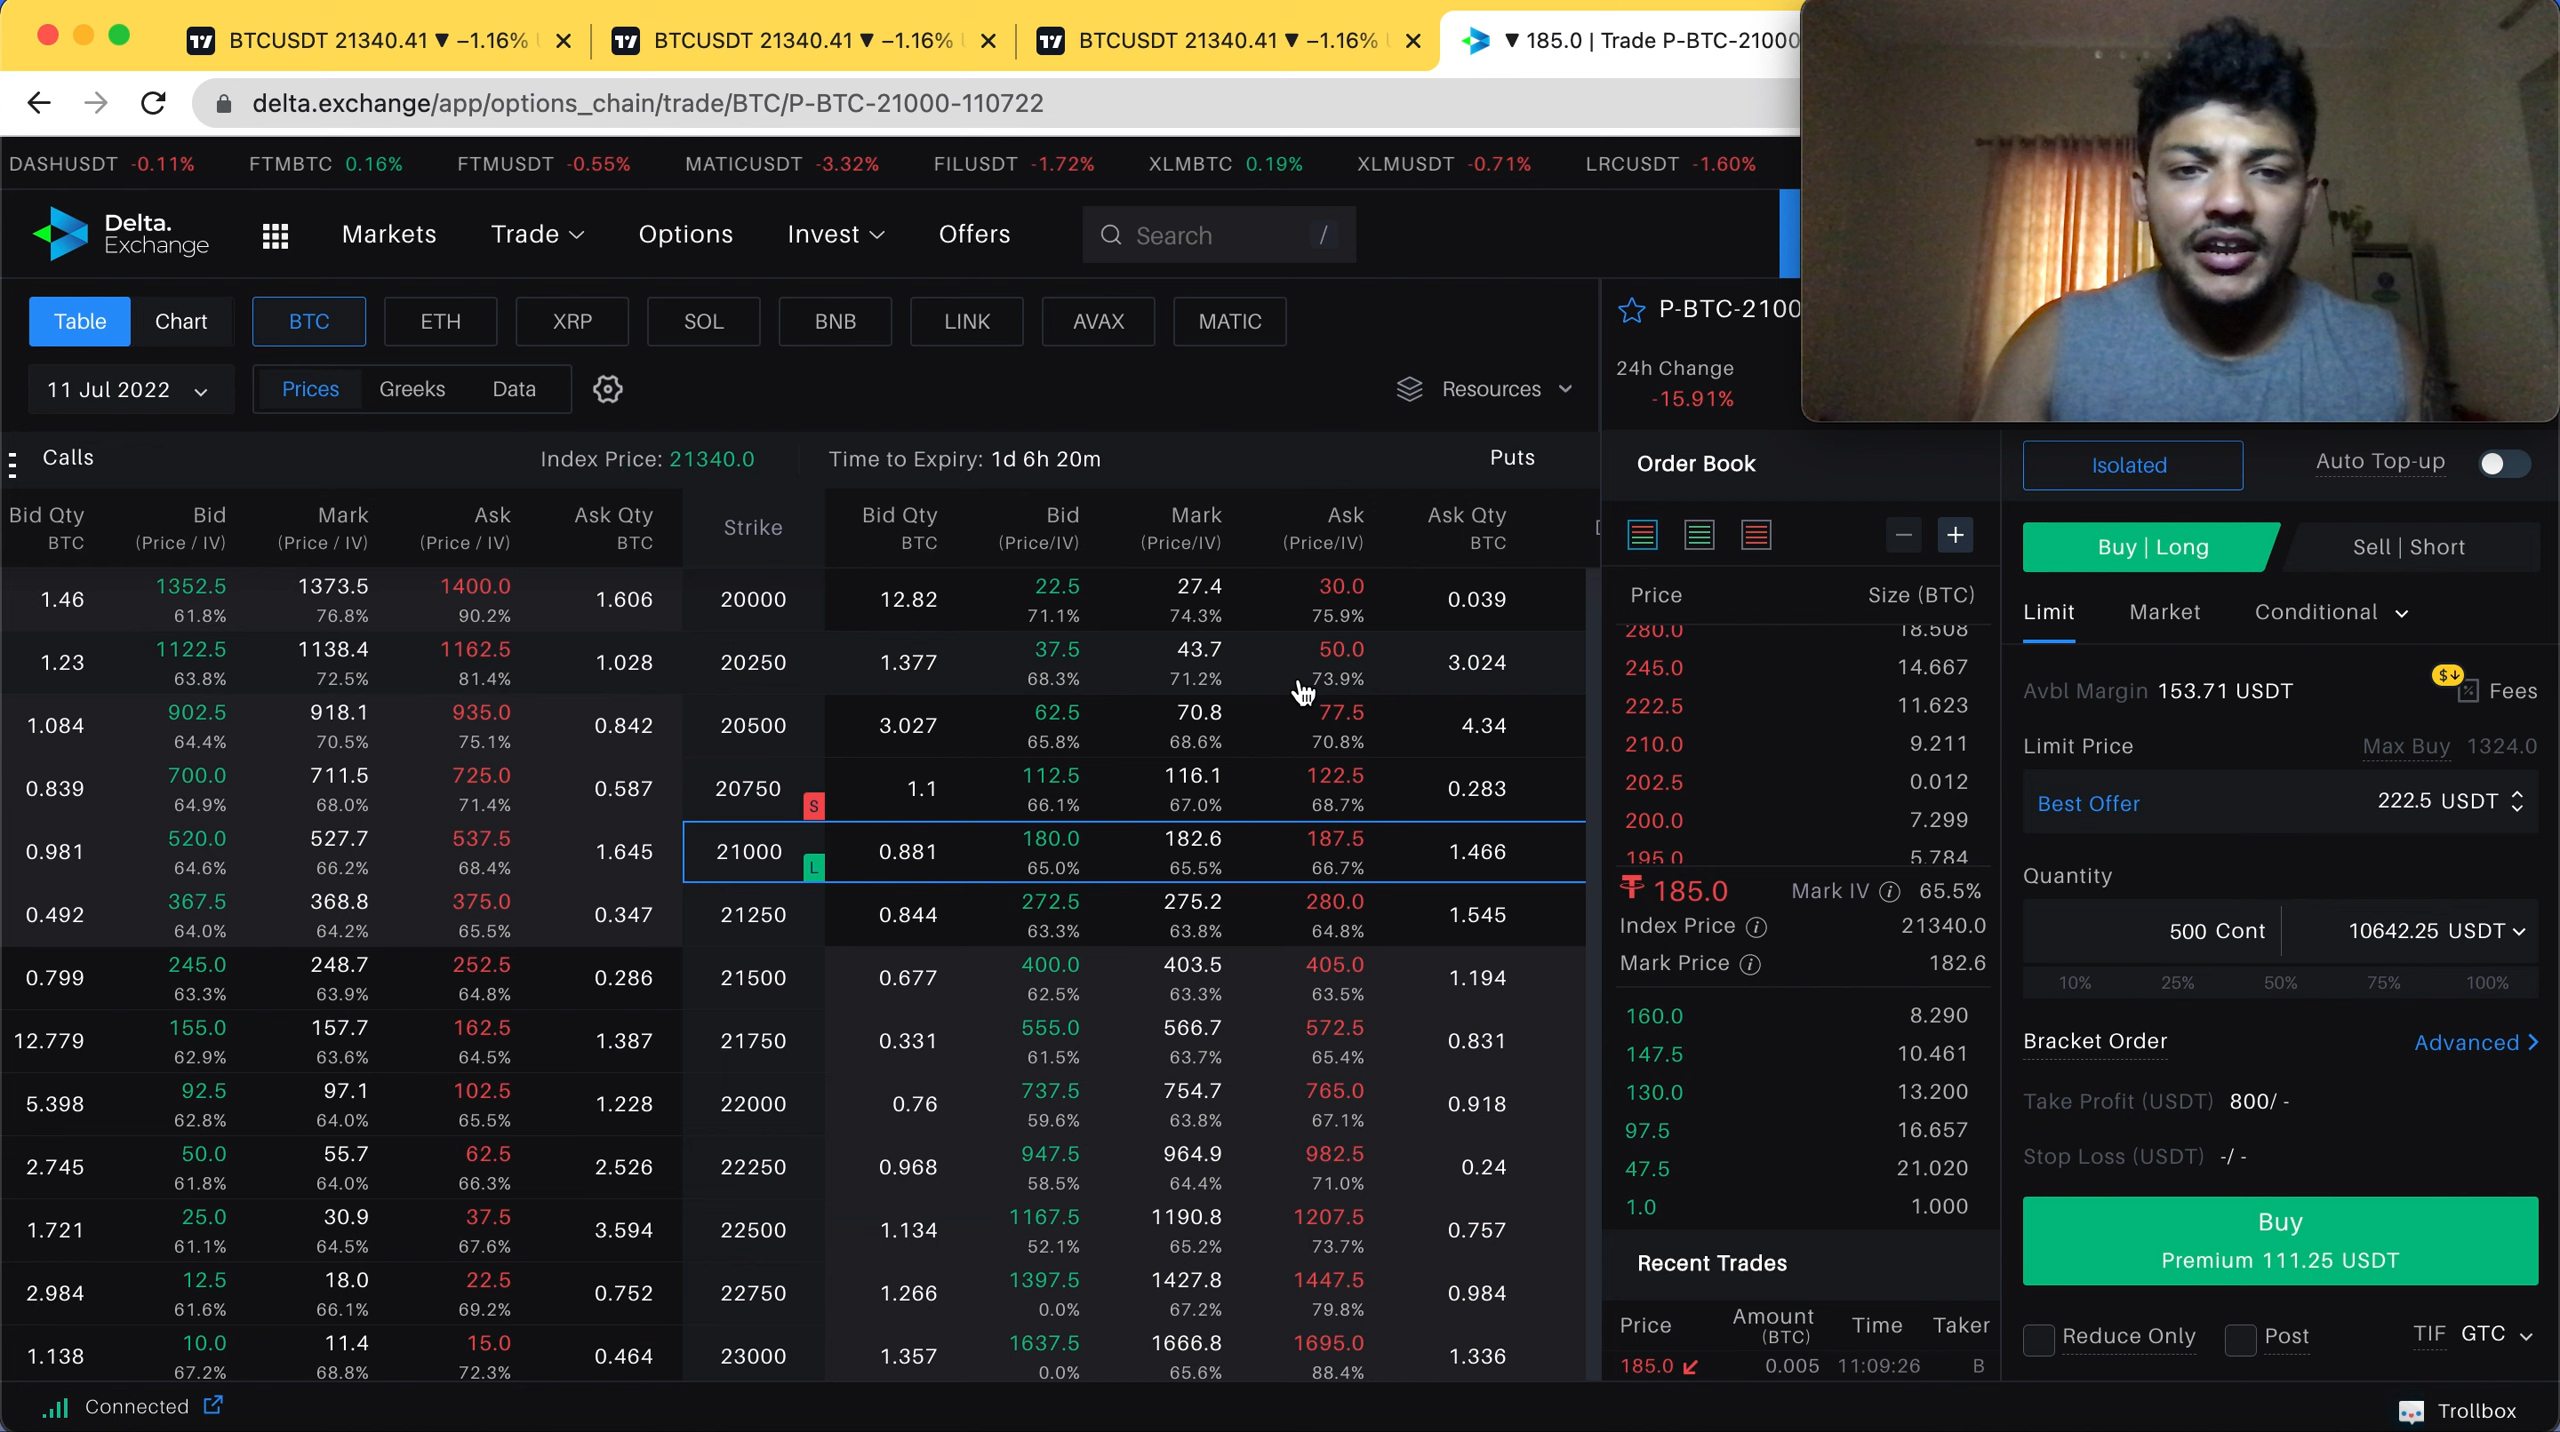 BTCUSDT 21340.41 ▼ −1.16%
BTCUSDT 21340.41 ▼ −1.16%
BTCUSDT 21340.41 ▼ −1.16%
▼ 185.0 | Trade P-BTC-21000
delta.exchange/app/options_chain/trade/BTC/P-BTC-21000-110722
DASHUSDT -0.11% FTMBTC 0.16% FTMUSDT -0.55% MATICUSDT -3.32% FILUSDT -1.72% XLMBTC 0.19% XLMUSDT -0.71% LRCUSDT -1.60%
Delta. Exchange
Markets Trade Options Invest Offers Search /
Table Chart BTC ETH XRP SOL BNB LINK AVAX MATIC
11 Jul 2022 Prices Greeks Data Resources
Calls Index Price: 21340.0 Time to Expiry: 1d 6h 20m Puts
Bid Qty Bid Mark Ask Ask Qty Strike Bid Qty Bid Mark Ask Ask Qty
BTC (Price / IV) (Price / IV) (Price / IV) BTC BTC (Price/IV) (Price/IV) (Price/IV) BTC
1.46 1352.5 1373.5 1400.0 1.606 20000 12.82 22.5 27.4 30.0 0.039
61.8% 76.8% 90.2% 71.1% 74.3% 75.9%
1.23 1122.5 1138.4 1162.5 1.028 20250 1.377 37.5 43.7 50.0 3.024
63.8% 72.5% 81.4% 68.3% 71.2% 73.9%
1.084 902.5 918.1 935.0 0.842 20500 3.027 62.5 70.8 77.5 4.34
64.4% 70.5% 75.1% 65.8% 68.6% 70.8%
0.839 700.0 711.5 725.0 0.587 20750 S 1.1 112.5 116.1 122.5 0.283
64.9% 68.0% 71.4% 66.1% 67.0% 68.7%
0.981 520.0 527.7 537.5 1.645 21000 L 0.881 180.0 182.6 187.5 1.466
64.6% 66.2% 68.4% 65.0% 65.5% 66.7%
0.492 367.5 368.8 375.0 0.347 21250 0.844 272.5 275.2 280.0 1.545
64.0% 64.2% 65.5% 63.3% 63.8% 64.8%
0.799 245.0 248.7 252.5 0.286 21500 0.677 400.0 403.5 405.0 1.194
63.3% 63.9% 64.8% 62.5% 63.3% 63.5%
12.779 155.0 157.7 162.5 1.387 21750 0.331 555.0 566.7 572.5 0.831
62.9% 63.6% 64.5% 61.5% 63.7% 65.4%
5.398 92.5 97.1 102.5 1.228 22000 0.76 737.5 754.7 765.0 0.918
62.8% 64.0% 65.5% 59.6% 63.8% 67.1%
2.745 50.0 55.7 62.5 2.526 22250 0.968 947.5 964.9 982.5 0.24
61.8% 64.0% 66.3% 58.5% 64.4% 71.0%
1.721 25.0 30.9 37.5 3.594 22500 1.134 1167.5 1190.8 1207.5 0.757
61.1% 64.5% 67.6% 52.1% 65.2% 73.7%
2.984 12.5 18.0 22.5 0.752 22750 1.266 1397.5 1427.8 1447.5 0.984
61.6% 66.1% 69.2% 0.0% 67.2% 79.8%
1.138 10.0 11.4 15.0 0.464 23000 1.357 1637.5 1666.8 1695.0 1.336
67.2% 68.8% 72.3% 0.0% 65.6% 88.4%
Connected
P-BTC-2100
24h Change
-15.91%
Order Book
Price Size (BTC)
280.0 18.508
245.0 14.667
222.5 11.623
210.0 9.211
202.5 0.012
200.0 7.299
195.0 5.784
185.0 Mark IV 65.5%
Index Price 21340.0
Mark Price 182.6
160.0 8.290
147.5 10.461
130.0 13.200
97.5 16.657
47.5 21.020
1.0 1.000
Recent Trades
Price Amount (BTC) Time Taker
185.0 0.005 11:09:26 B
Isolated Auto Top-up
Buy | Long Sell | Short
Limit Market Conditional
Avbl Margin 153.71 USDT Fees
Limit Price Max Buy 1324.0
Best Offer 222.5 USDT
Quantity
500 Cont 10642.25 USDT
10% 25% 50% 75% 100%
Bracket Order Advanced
Take Profit (USDT) 800/ -
Stop Loss (USDT) -/ -
Buy
Premium 111.25 USDT
Reduce Only Post TIF GTC
Trollbox